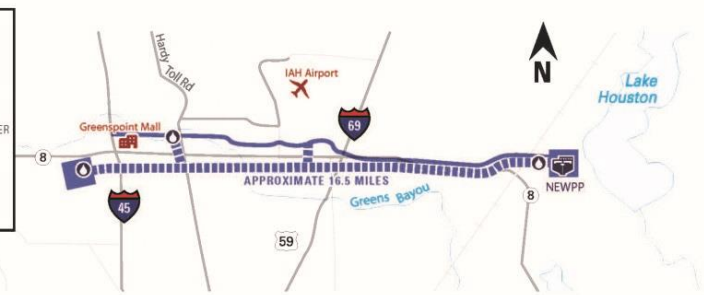 ER
Hardy Toll Rd
IAH Airport
N
Lake
Houston
Greenspoint Mall
69
8
APPROXIMATE 16.5 MILES
NEWPP
45
Greens Bayou
8
59